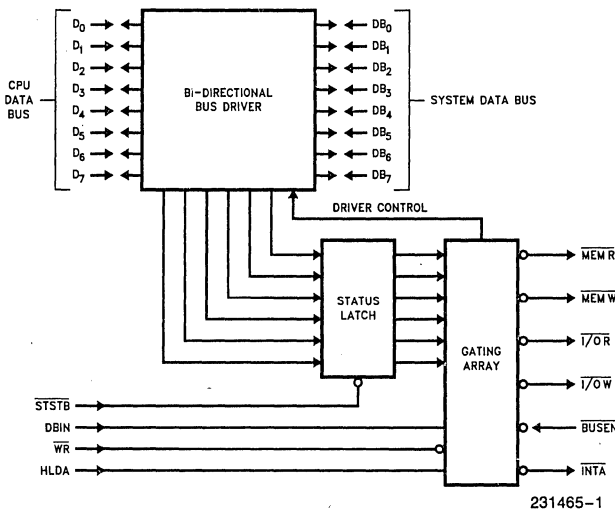 CPU
DATA
BUS
D0
D1
D2
D3
D4
D5
D6
D7
Bi-DIRECTIONAL
BUS DRIVER
DB0
DB1
DB2
DB3
DB4
DB5
DB6
DB7
SYSTEM DATA BUS
DRIVER CONTROL
STATUS
LATCH
GATING
ARRAY
MEM R
MEM W
I/O R
I/O W
BUSEN
INTA
STSTB
DBIN
WR
HLDA
231465-1